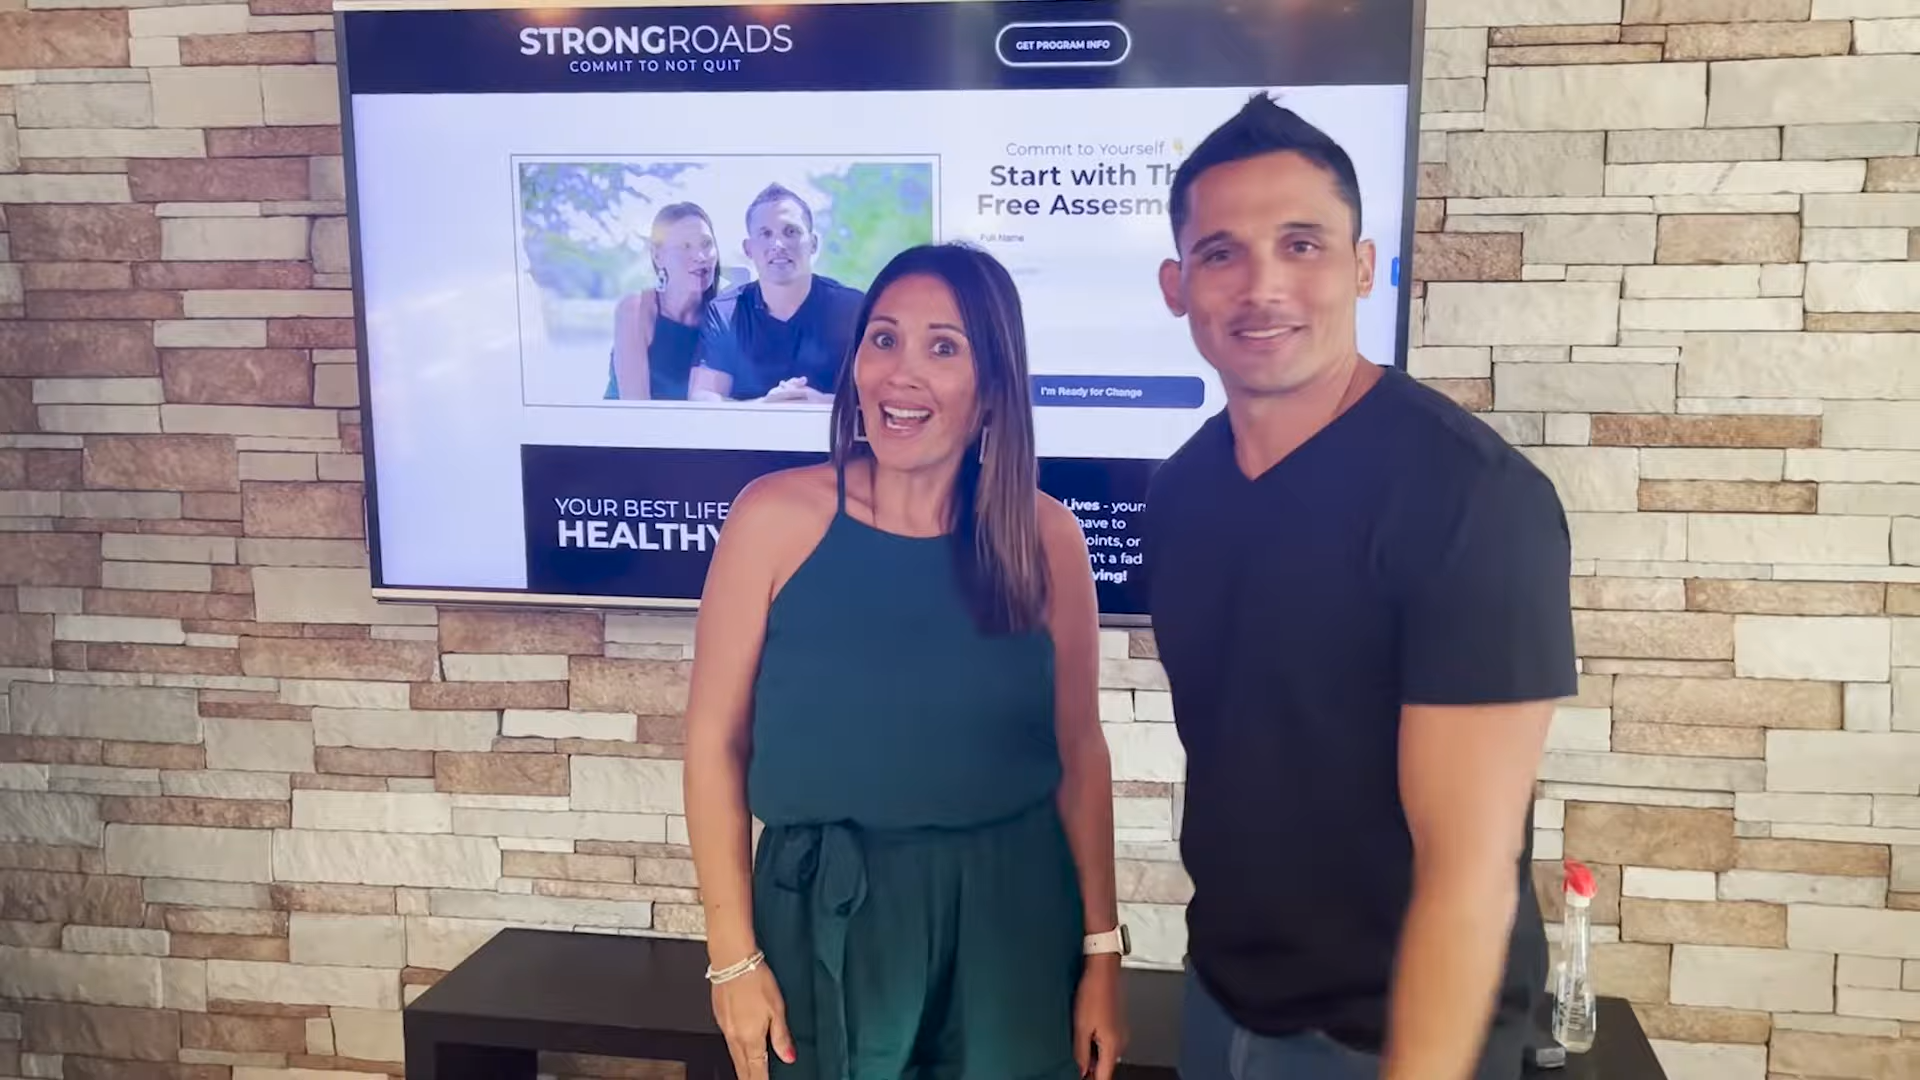 STRONGROADS
COMMIT TO NOT QUIT
GET PROGRAM INFO
Commit to Yourself
Start with Th
Free Assesm
Full Name
I'm Ready for Change
YOUR BEST LIFE
HEALTHY
Lives - yours
have to
oints, or
n't a fad
ving!